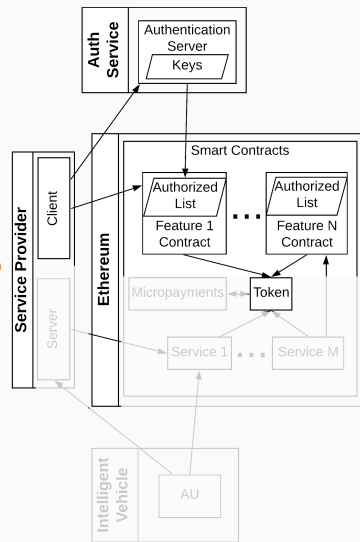 Auth
Service
Authentication
Server
Keys
Service Provider
Client
Server
Ethereum
Smart Contracts
Authorized
List
Feature 1
Contract
...
Authorized
List
Feature N
Contract
Micropayments
Token
Service 1
...
Service M
Intelligent
Vehicle
AU